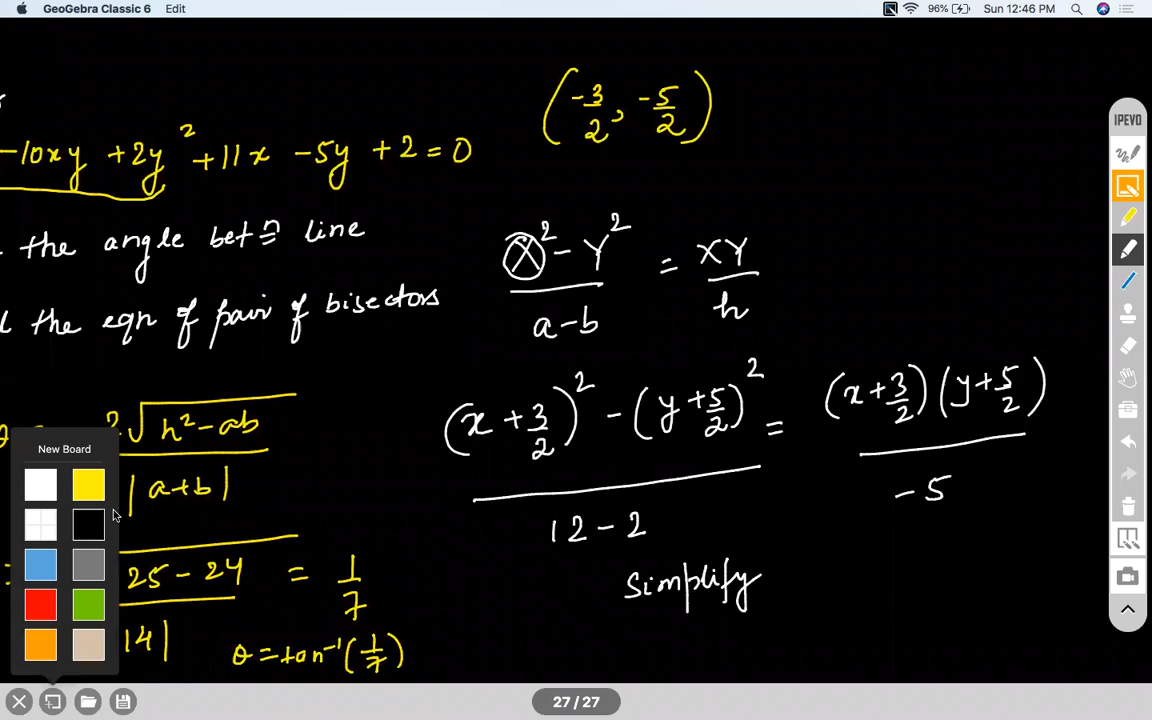 GeoGebra Classic 6 Edit 96% Sun 12:46 PM
(-3/2, -5/2)
-10xy +2y² +11x -5y +2 = 0
the angle betⁿ line
X² - Y² / a-b = XY / h
the eqn of pair of bisectors
(x + 3/2)² - (y + 5/2)² / 12 - 2 = (x + 3/2)(y + 5/2) / -5
2√h²-ab / |a+b|
New Board
25 - 24 / 14| = 1/7
Simplify
θ = tan⁻¹(1/7)
27 / 27
IPEVO